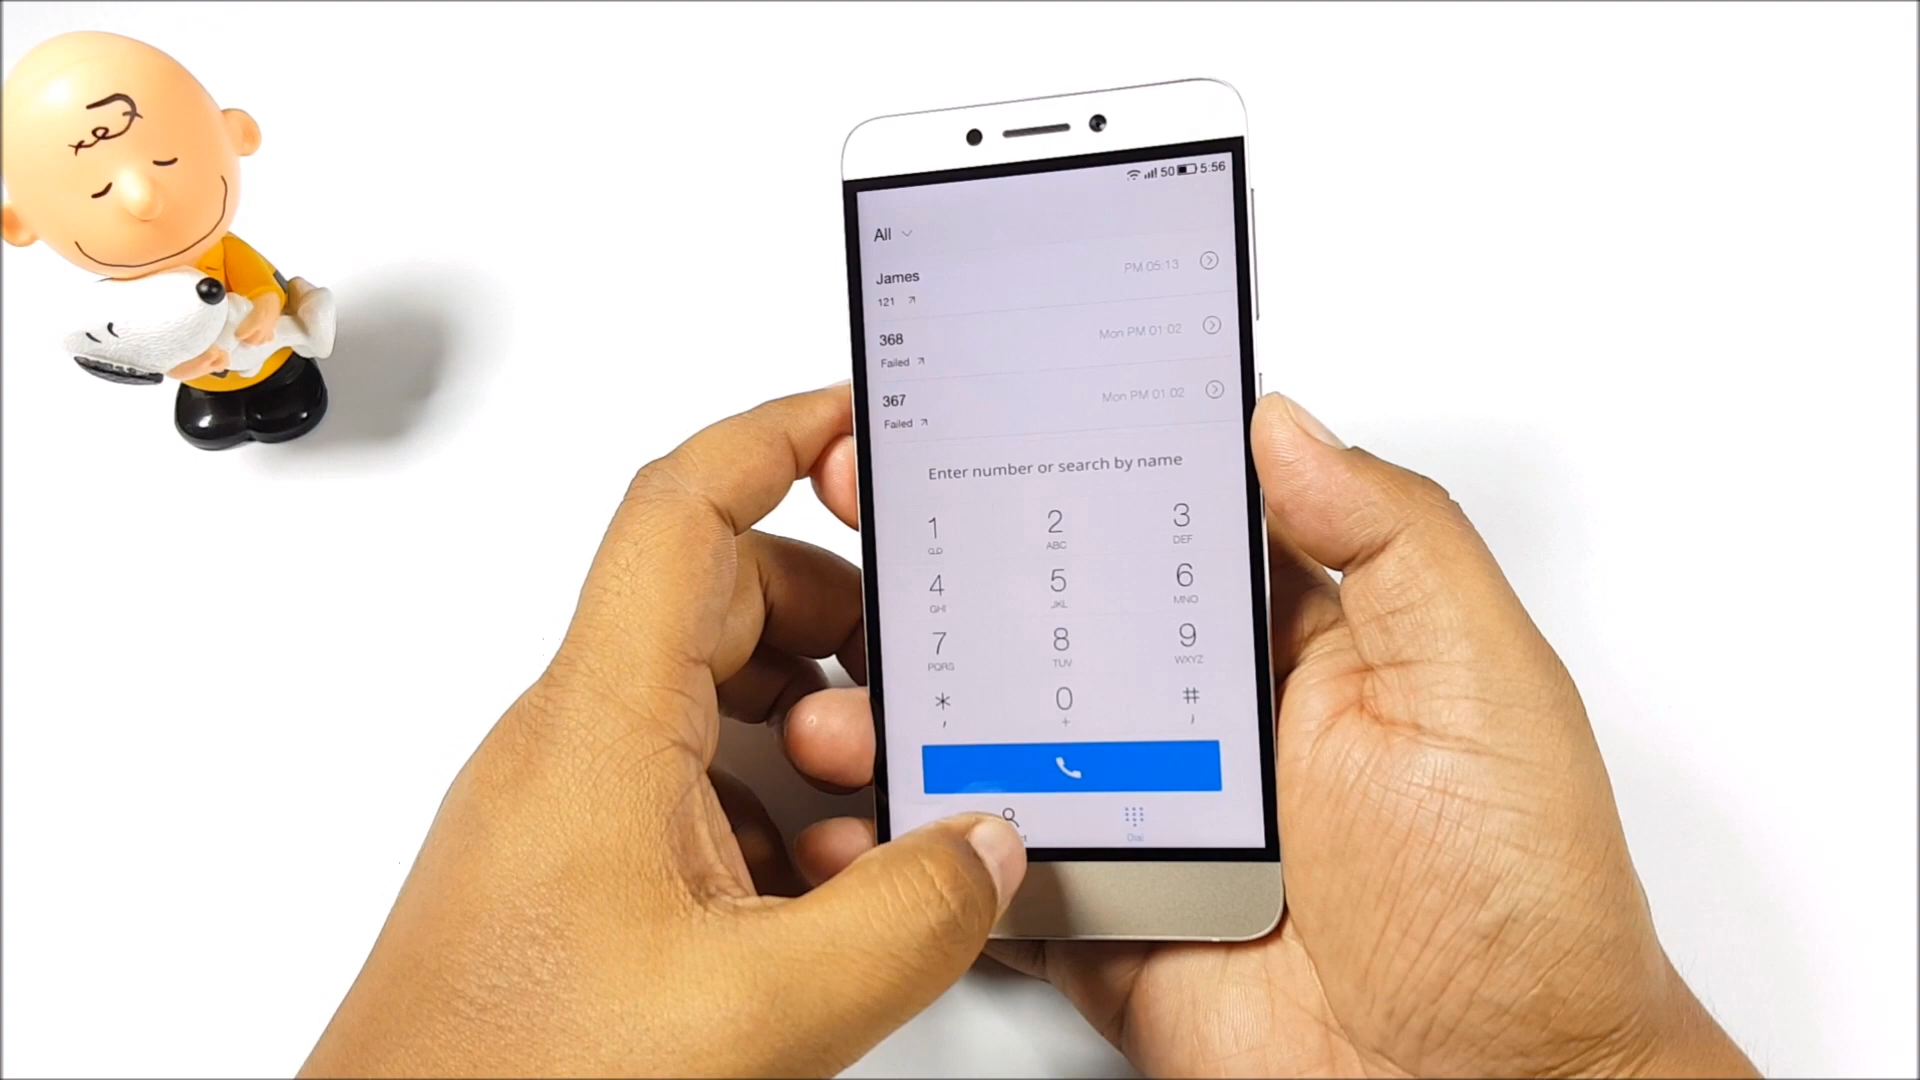 50 5:56
All
James PM 05:13
121
368 Mon PM 01:02
Failed
367 Mon PM 01:02
Failed
Enter number or search by name
1 2 3
ABC DEF
4 5 6
GHI JKL MNO
7 8 9
PQRS TUV WXYZ
* 0 #
, + ;
Dial